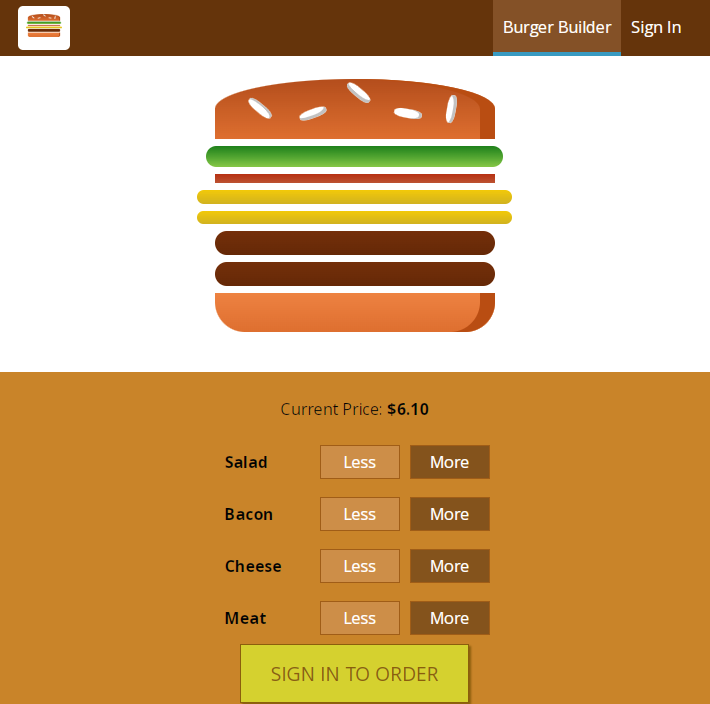 Burger Builder Sign In
Current Price: $6.10
Salad Less More
Bacon Less More
Cheese Less More
Meat Less More
SIGN IN TO ORDER